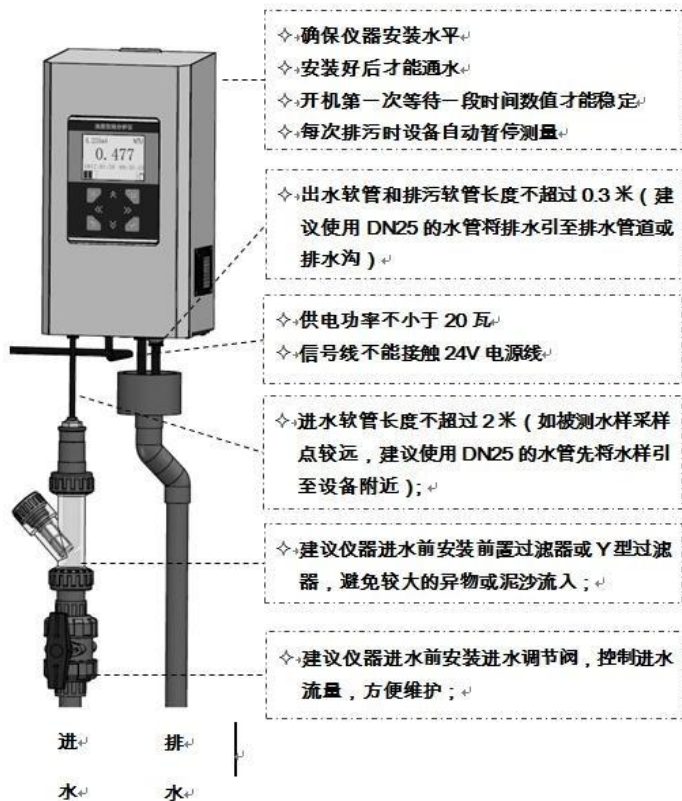 确保仪器安装水平
安装好后才能通水
开机第一次等待一段时间数值才能稳定
每次排污时设备自动暂停测量
0.477
出水软管和排污软管长度不超过 0.3 米（建
议使用 DN25 的水管将排水引至排水管道或
排水沟）
供电功率不小于 20 瓦
信号线不能接触 24V 电源线
进水软管长度不超过 2 米（如被测水样采样
点较远，建议使用 DN25 的水管先将水样引
至设备附近）；
建议仪器进水前安装前置过滤器或 Y 型过滤
器，避免较大的异物或泥沙流入；
建议仪器进水前安装进水调节阀，控制进水
流量，方便维护；
进 排
水 水